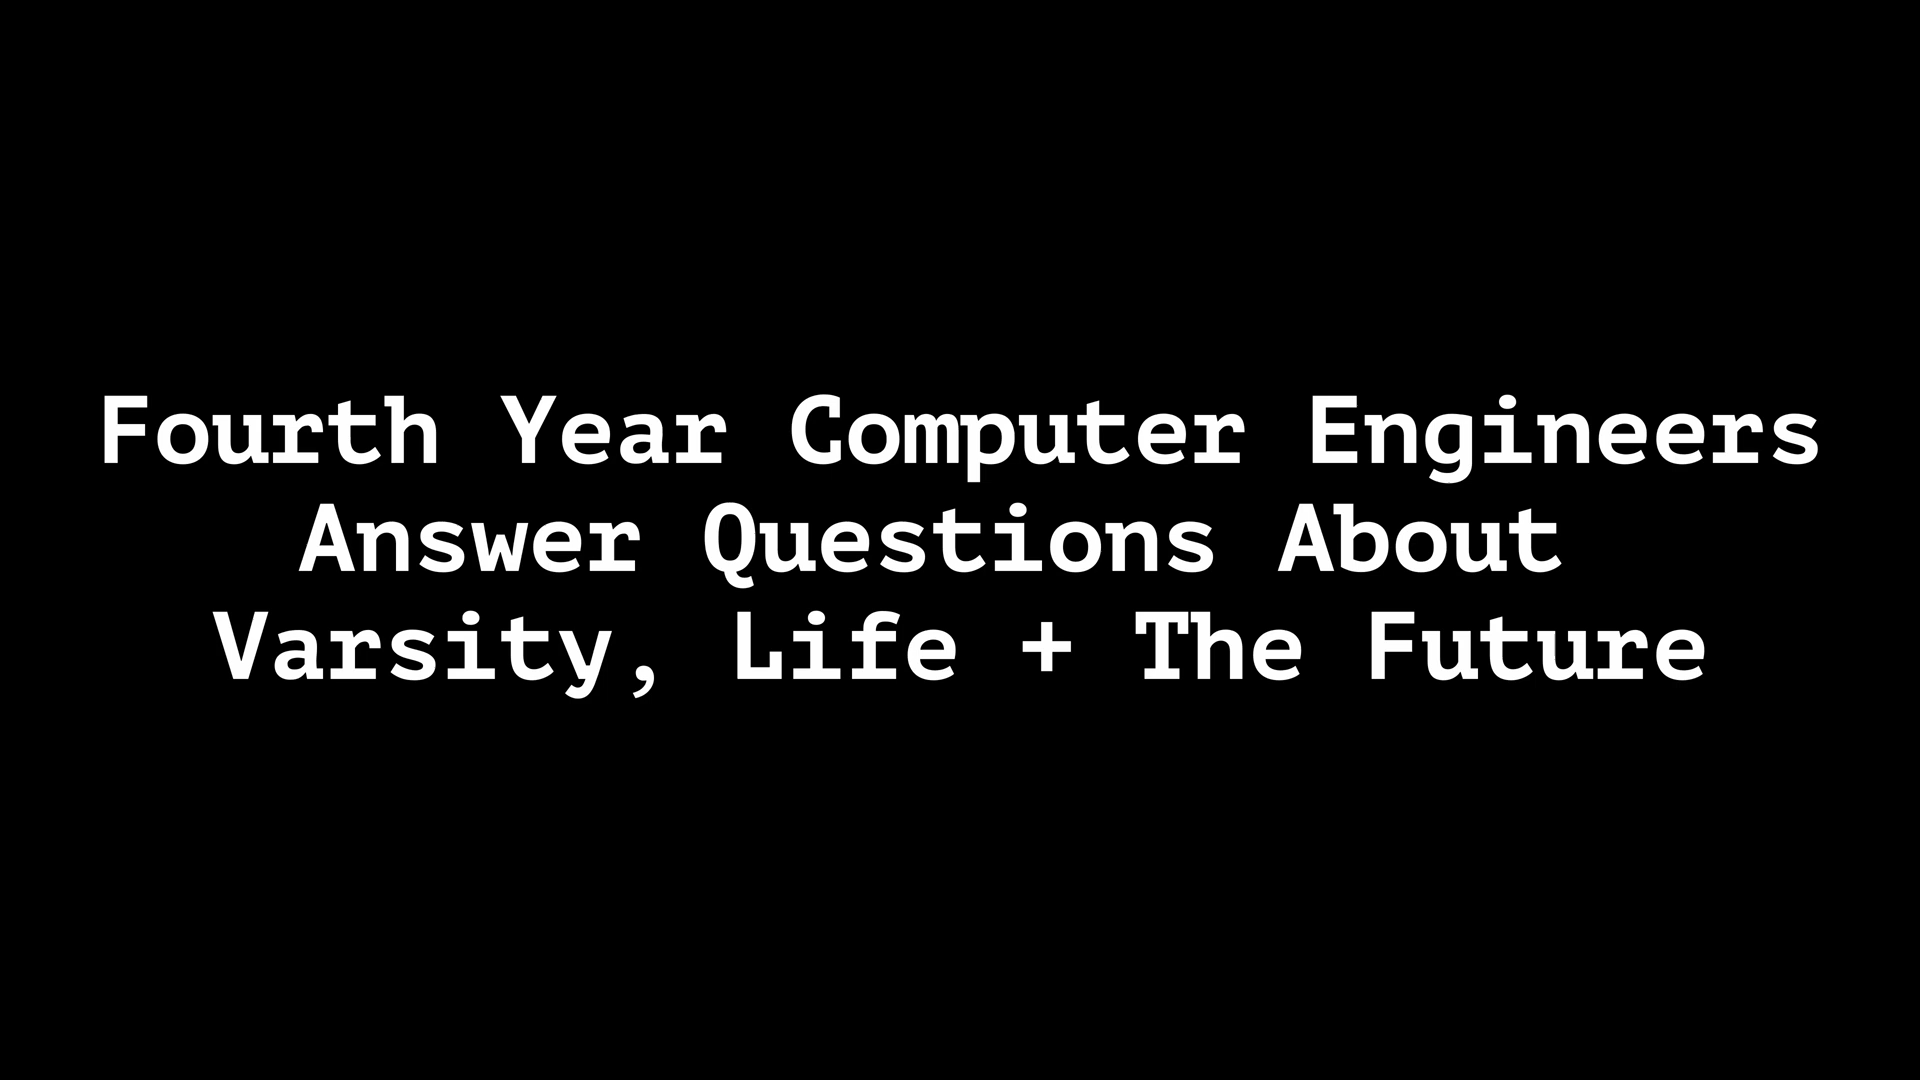 Fourth Year Computer Engineers
Answer Questions About
Varsity, Life + The Future